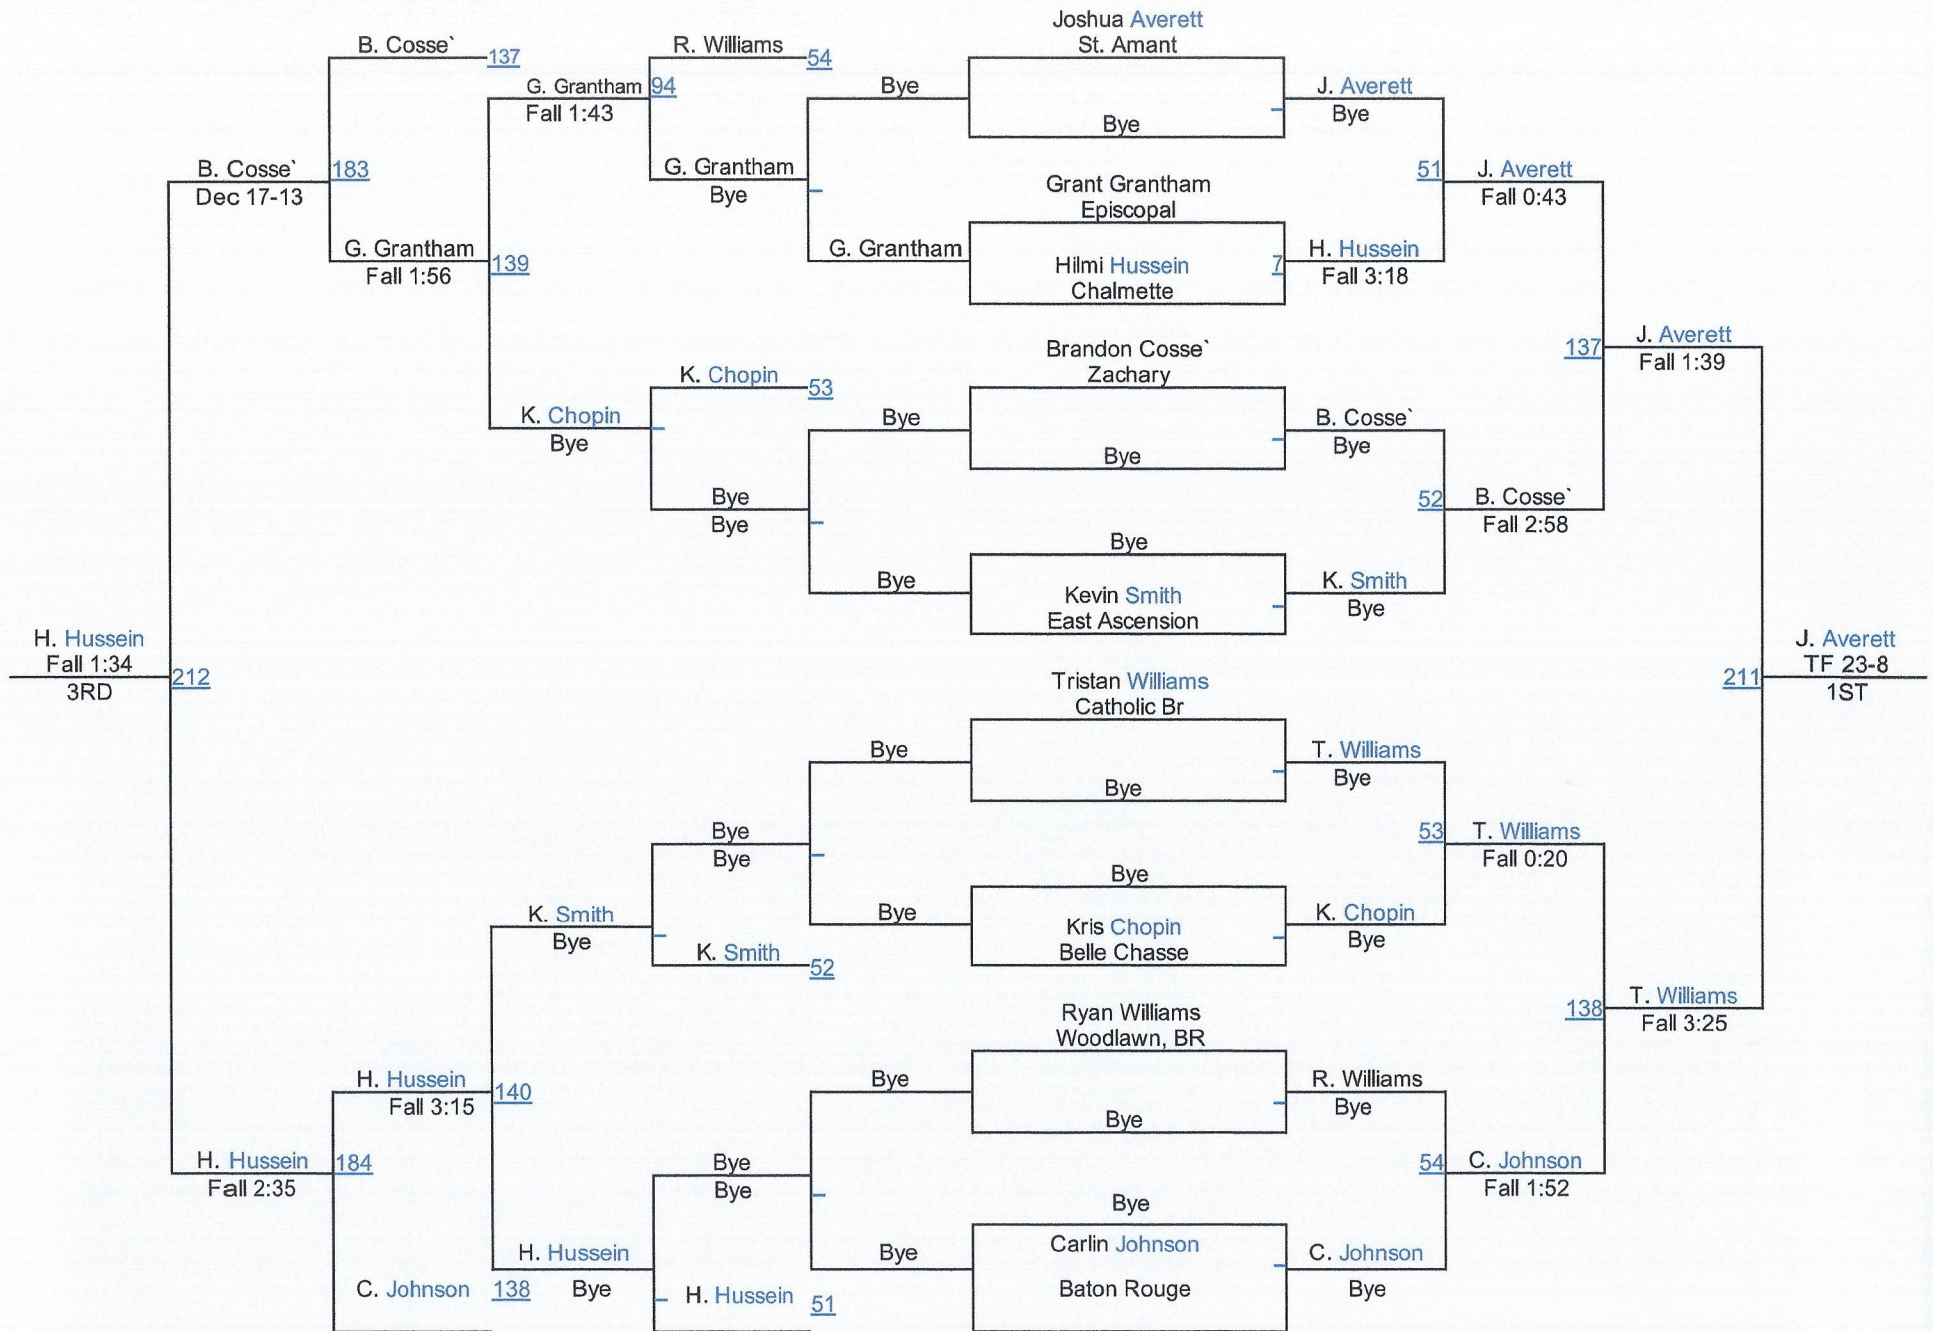 Joshua Averett
B. Cosse` 137 R. Williams 54 St. Amant
G. Grantham 94 Bye J. Averett
Fall 1:43 Bye Bye
B. Cosse` 183 G. Grantham 51 J. Averett
Dec 17-13 Bye Grant Grantham Fall 0:43
Episcopal
G. Grantham 139 G. Grantham Hilmi Hussein 7 H. Hussein
Fall 1:56 Chalmette Fall 3:18
Brandon Cosse` 137 J. Averett
K. Chopin 53 Zachary Fall 1:39
K. Chopin Bye B. Cosse`
Bye Bye Bye
Bye 52 B. Cosse`
Bye Fall 2:58
Bye
Bye Kevin Smith K. Smith
East Ascension Bye
H. Hussein J. Averett
Fall 1:34 TF 23-8
3RD 212 Tristan Williams 211 1ST
Catholic Br
Bye T. Williams
Bye Bye
Bye 53 T. Williams
Bye Fall 0:20
Bye
K. Smith Bye Kris Chopin K. Chopin
Bye Belle Chasse Bye
K. Smith 52
Ryan Williams 138 T. Williams
Woodlawn, BR Fall 3:25
H. Hussein 140 Bye R. Williams
Fall 3:15 Bye Bye
H. Hussein 184 Bye 54 C. Johnson
Fall 2:35 Bye Fall 1:52
Bye
H. Hussein Bye Carlin Johnson C. Johnson
C. Johnson 138 Bye H. Hussein 51 Baton Rouge Bye